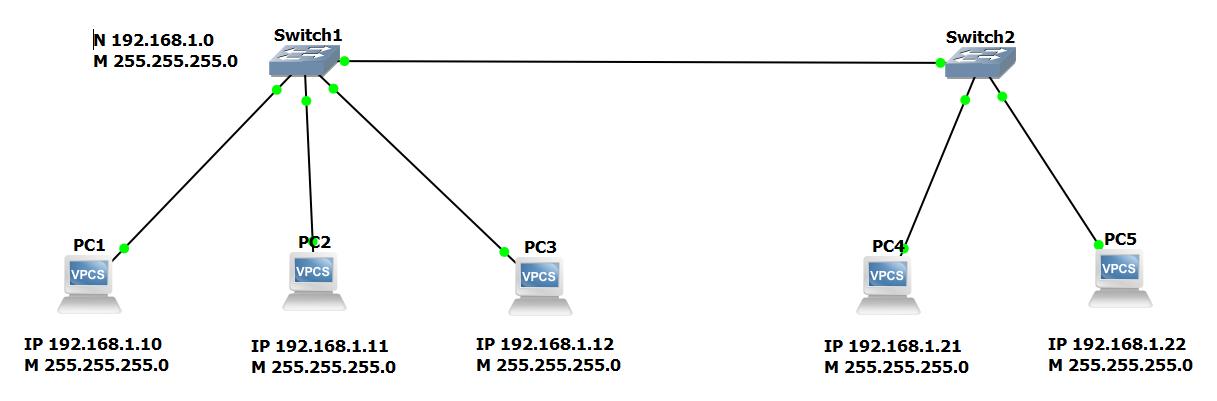 N 192.168.1.0
M 255.255.255.0
Switch1
Switch2
PC1
PC2
PC3
PC4
PC5
VPCS
VPCS
VPCS
VPCS
VPCS
IP 192.168.1.10
M 255.255.255.0
IP 192.168.1.11
M 255.255.255.0
IP 192.168.1.12
M 255.255.255.0
IP 192.168.1.21
M 255.255.255.0
IP 192.168.1.22
M 255.255.255.0